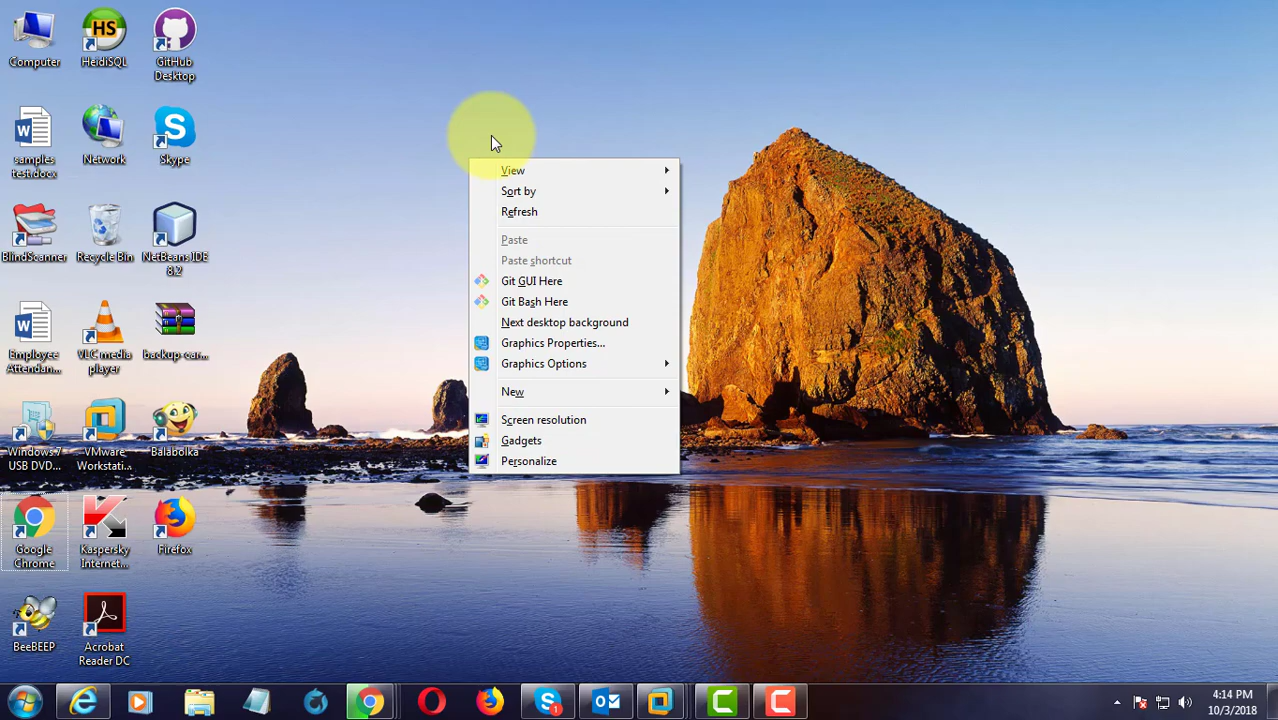 Computer
HeidiSQL
GitHub
Desktop
samples
test.docx
Network
Skype
BlindScanner
Recycle Bin
NetBeans IDE
8.2
Employee
Attendan...
VLC media
player
backup-car...
Windows 7
USB DVD...
VMware
Workstati...
Balabolka
Google
Chrome
Kaspersky
Internet...
Firefox
BeeBEEP
Acrobat
Reader DC
HS
View
Sort by
Refresh
Paste
Paste shortcut
Git GUI Here
Git Bash Here
Next desktop background
Graphics Properties...
Graphics Options
New
Screen resolution
Gadgets
Personalize
4:14 PM
10/3/2018